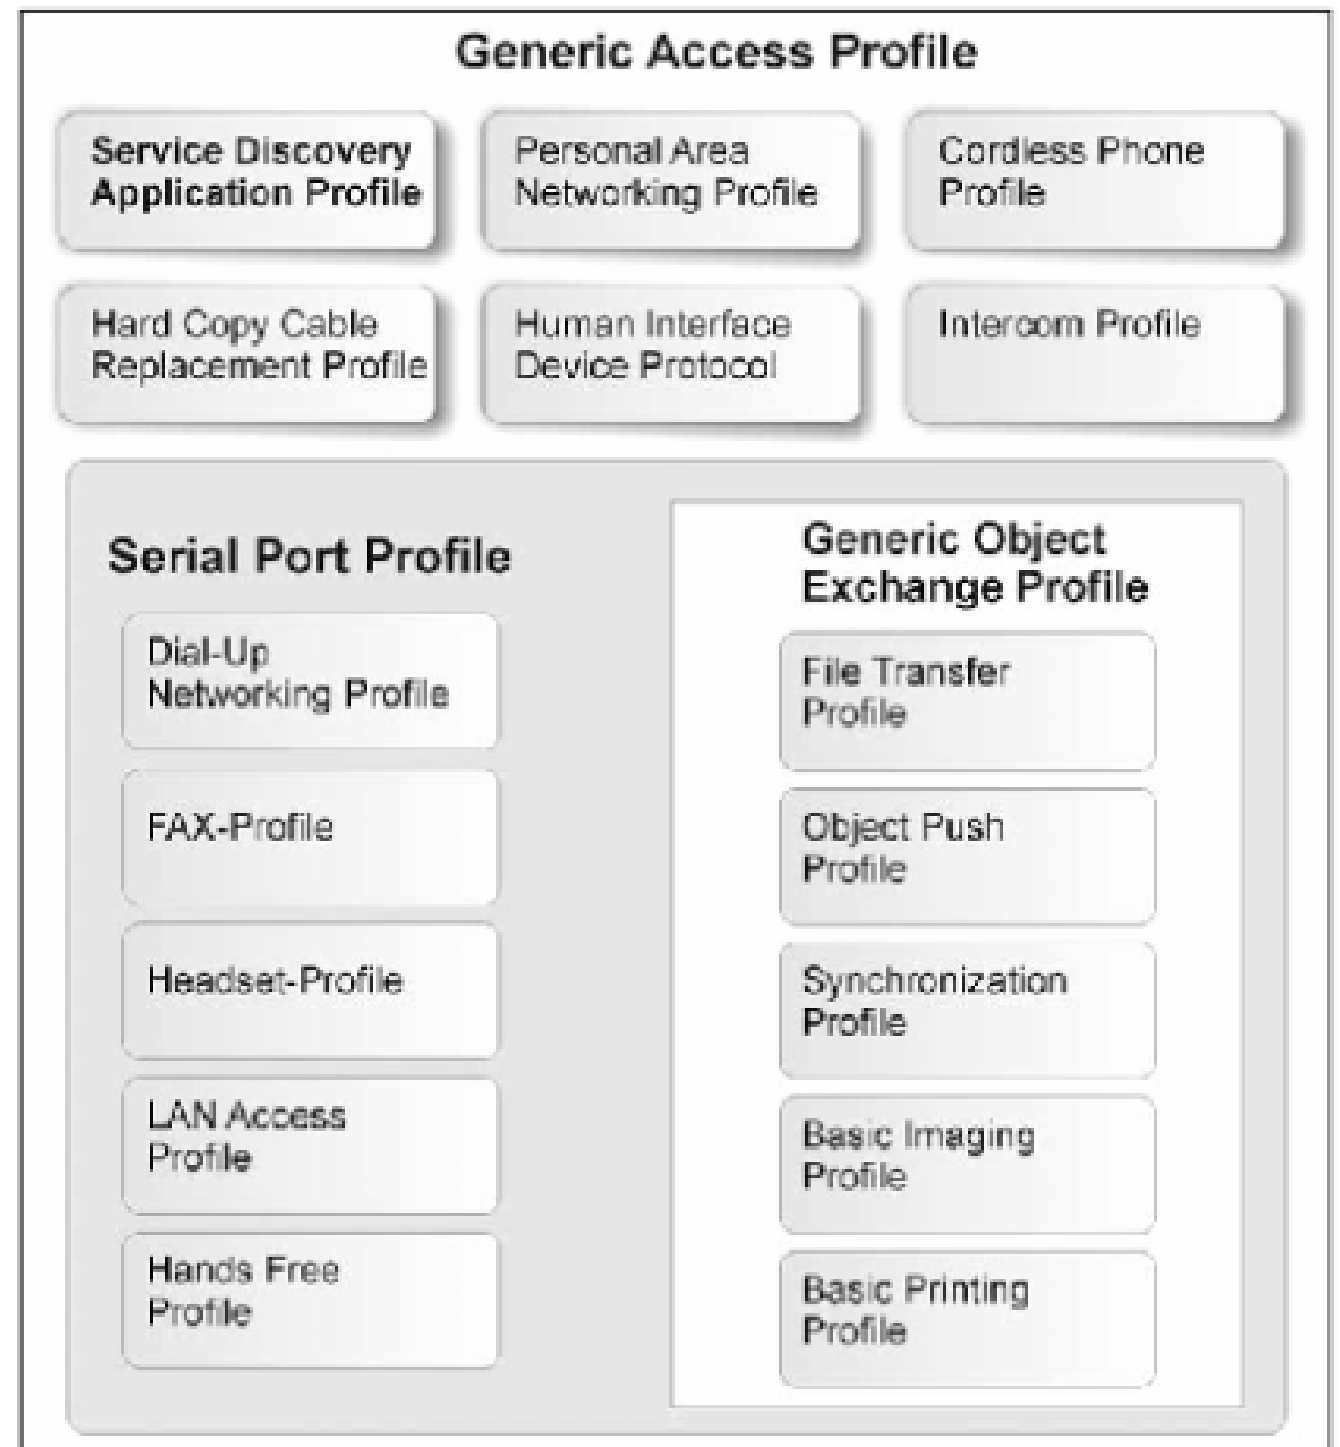 Generic Access Profile
Service Discovery
Application Profile
Personal Area
Networking Profile
Cordless Phone
Profile
Hard Copy Cable
Replacement Profile
Human Interface
Device Protocol
Intercom Profile
Serial Port Profile
Dial-Up
Networking Profile
FAX-Profile
Headset-Profile
LAN Access
Profile
Hands Free
Profile
Generic Object
Exchange Profile
File Transfer
Profile
Object Push
Profile
Synchronization
Profile
Basic Imaging
Profile
Basic Printing
Profile